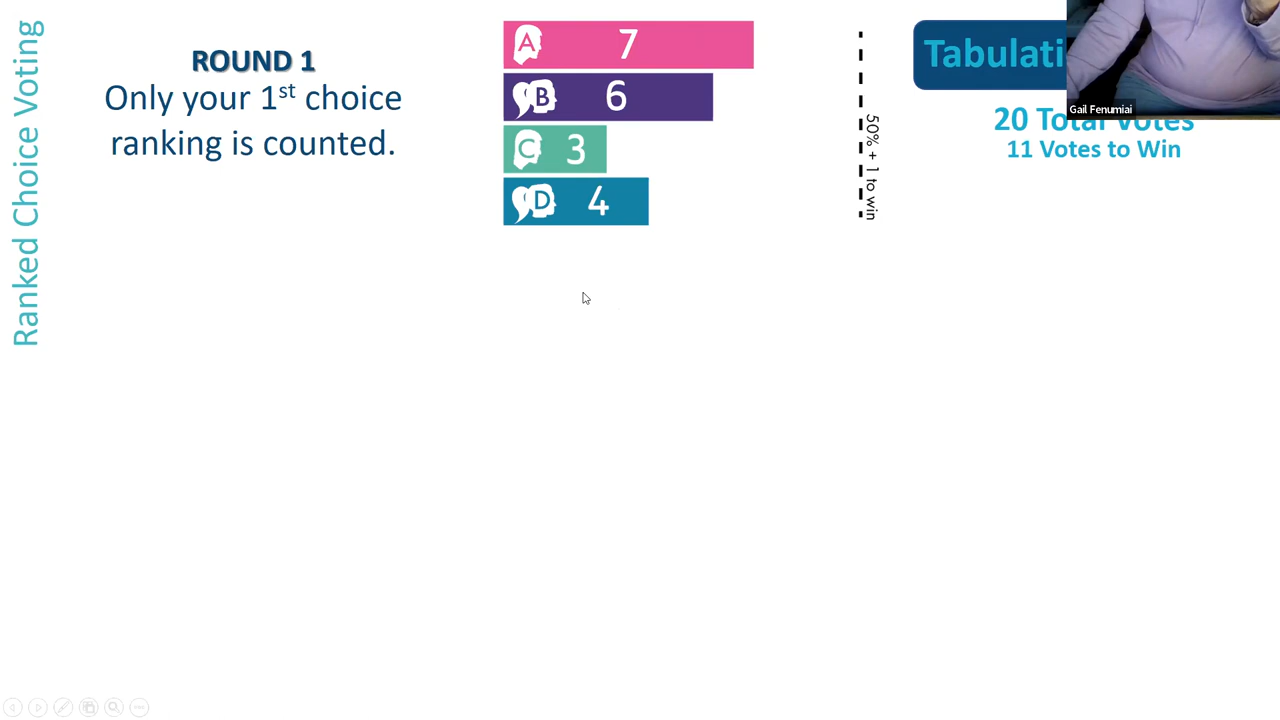 Ranked Choice Voting
ROUND 1
Only your 1st choice
ranking is counted.
A 7
B 6
C 3
D 4
50% + 1 to win
Gail Fenumiai
20 Total Votes
11 Votes to Win